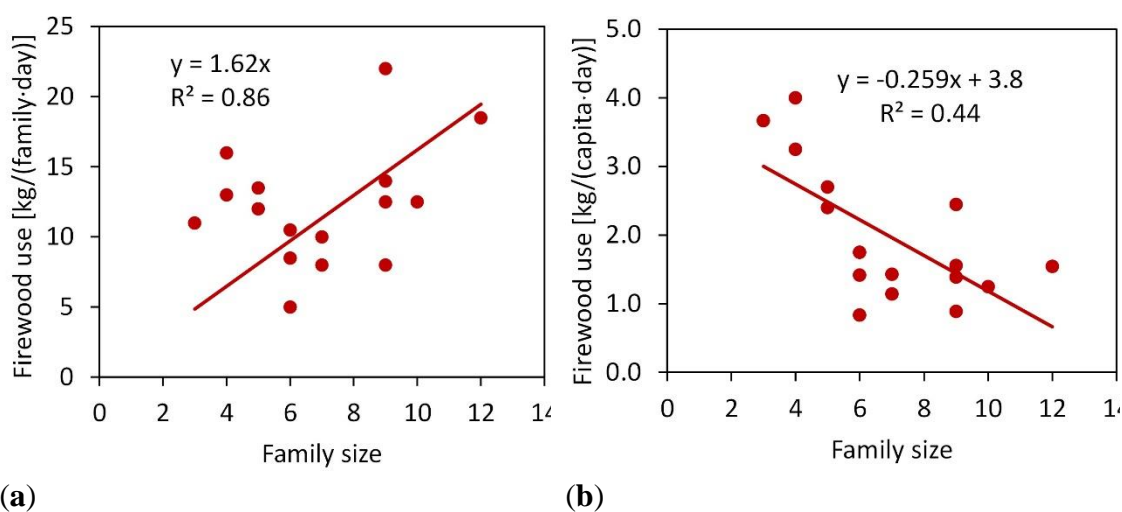 25
20
15
10
5
0
y = 1.62x
R² = 0.86
Firewood use [kg/(family·day)]
0 2 4 6 8 10 12 14
Family size
(a)
5.0
4.0
3.0
2.0
1.0
0.0
y = -0.259x + 3.8
R² = 0.44
Firewood use [kg/(capita·day)]
0 2 4 6 8 10 12 14
Family size
(b)